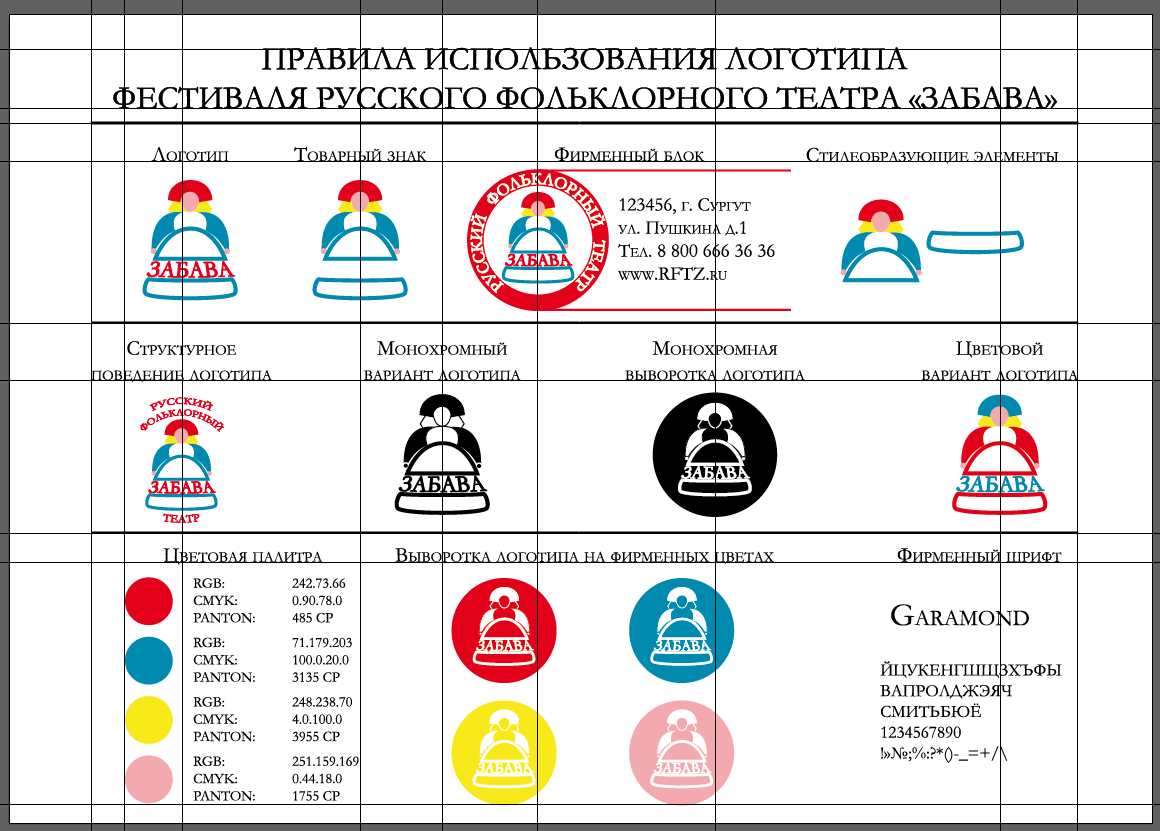 ПРАВИЛА ИСПОЛЬЗОВАНИЯ ЛОГОТИПА
ФЕСТИВАЛЯ РУССКОГО ФОЛЬКЛОРНОГО ТЕАТРА «ЗАБАВА»
Логотип
ЗАБАВА
Товарный знак
Фирменный блок
РУССКИЙ ФОЛЬКЛОРНЫЙ ТЕАТР
ЗАБАВА
123456, г. Сургут
ул. Пушкина д.1
Тел. 8 800 666 36 36
www.RFTZ.ru
Стилеобразующие элементы
Структурное
поведение логотипа
РУССКИЙ
ФОЛЬКЛОРНЫЙ
ЗАБАВА
ТЕАТР
Монохромный
вариант логотипа
ЗАБАВА
Монохромная
выворотка логотипа
ЗАБАВА
Цветовой
вариант логотипа
ЗАБАВА
Цветовая палитра
RGB: 242.73.66
CMYK: 0.90.78.0
PANTON: 485 CP
RGB: 71.179.203
CMYK: 100.0.20.0
PANTON: 3135 CP
RGB: 248.238.70
CMYK: 4.0.100.0
PANTON: 3955 CP
RGB: 251.159.169
CMYK: 0.44.18.0
PANTON: 1755 CP
Выворотка логотипа на фирменных цветах
ЗАБАВА
ЗАБАВА
ЗАБАВА
ЗАБАВА
Фирменный шрифт
Garamond
ЙЦУКЕНГШЩЗХЪФЫ
ВАПРОЛДЖЭЯЧ
СМИТЬБЮЁ
1234567890
!»№;%:?*()-_=+/\